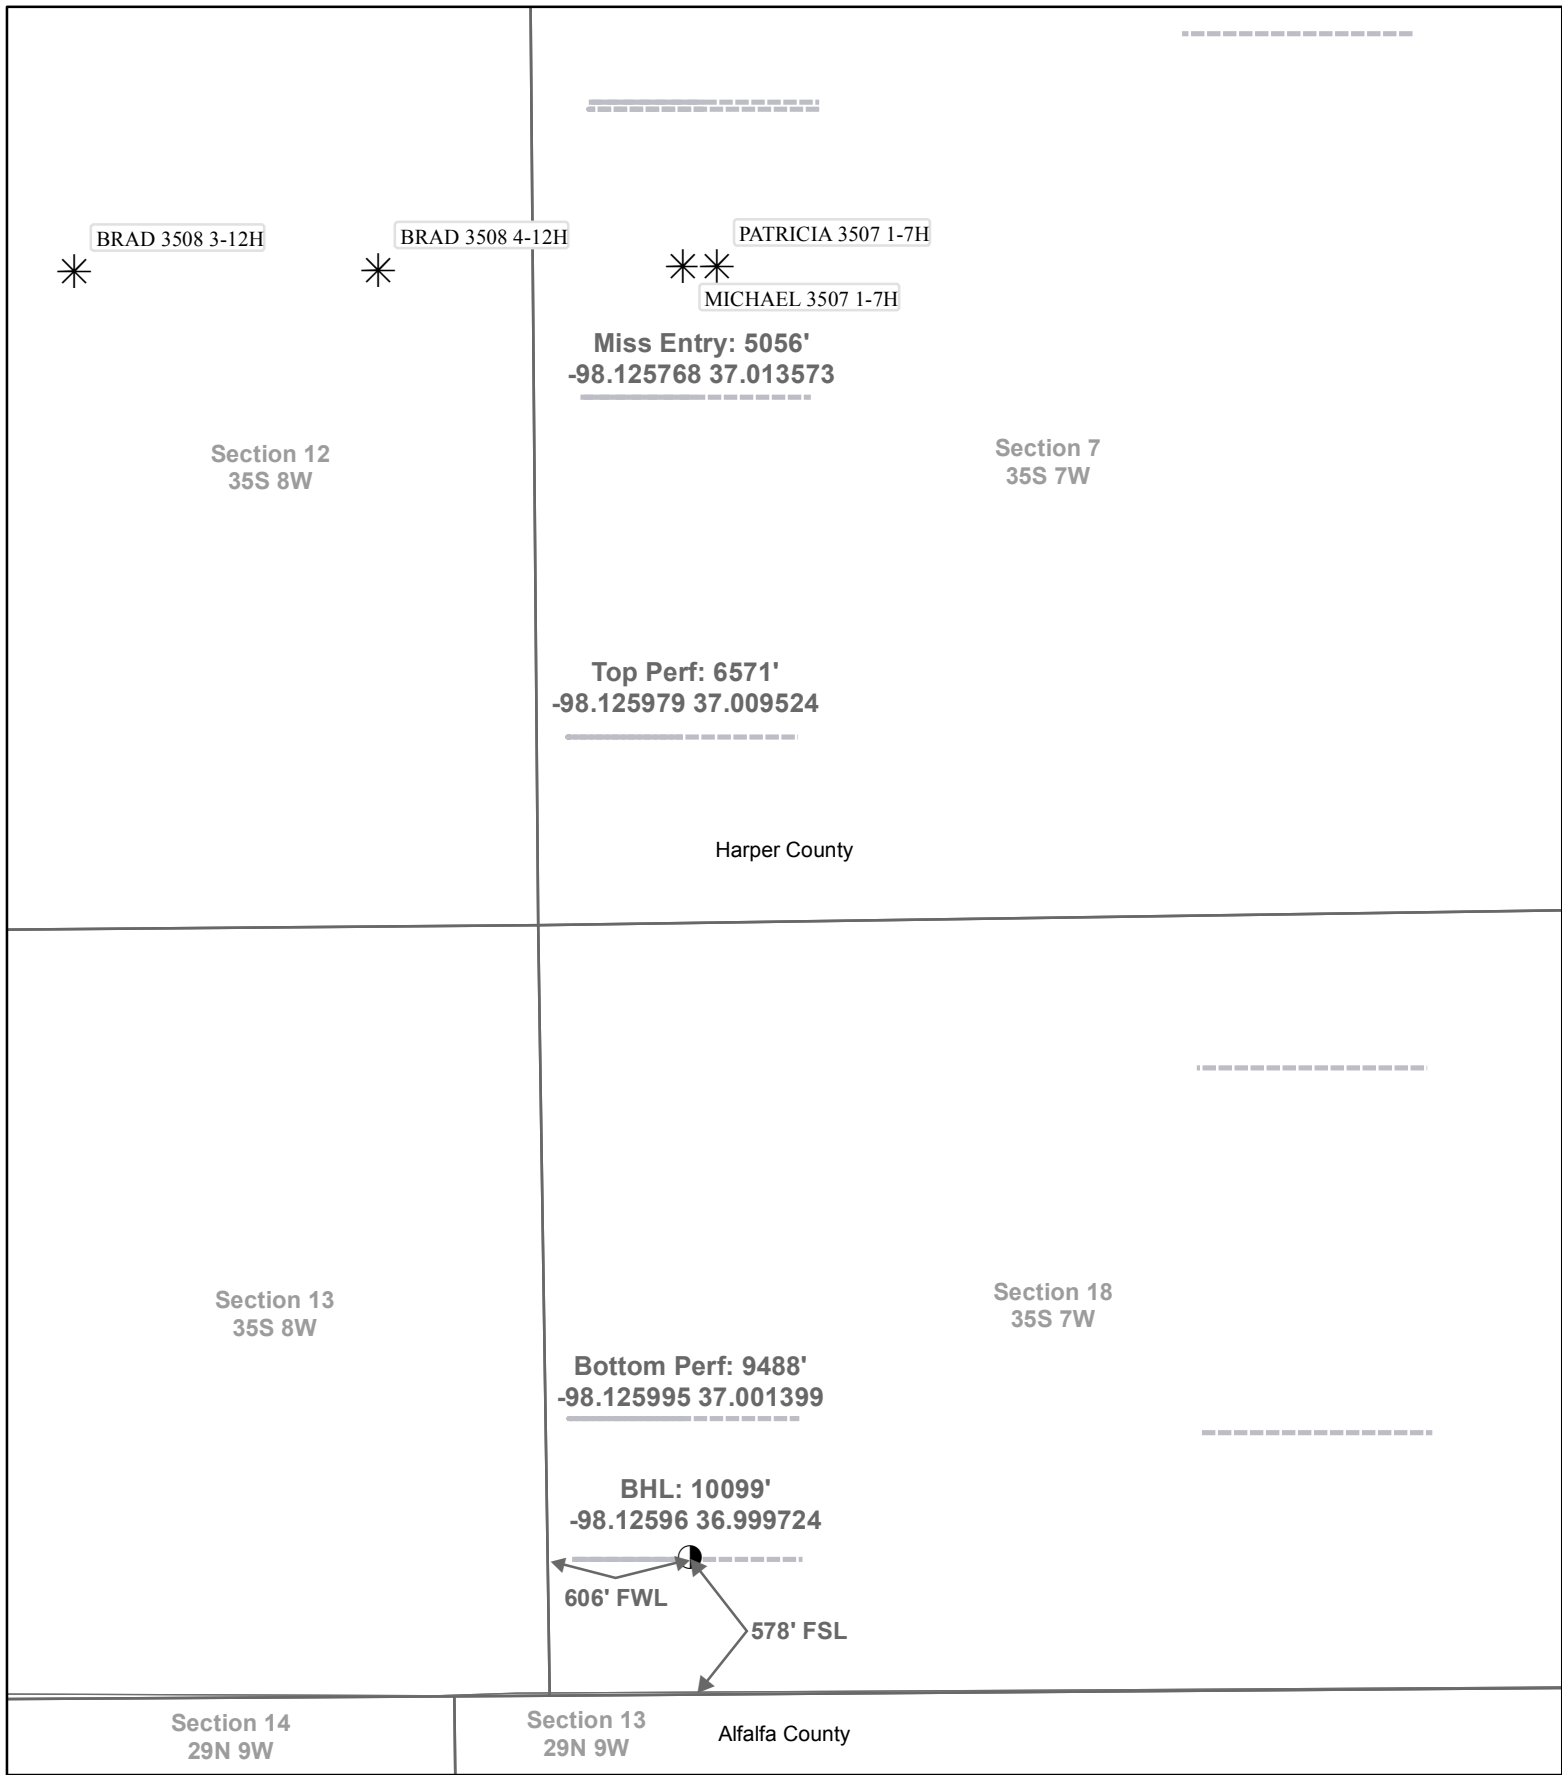 BRAD 3508 3-12H
BRAD 3508 4-12H
PATRICIA 3507 1-7H
MICHAEL 3507 1-7H
Miss Entry: 5056'
-98.125768 37.013573
Section 12
35S 8W
Section 7
35S 7W
Top Perf: 6571'
-98.125979 37.009524
Harper County
Section 13
35S 8W
Section 18
35S 7W
Bottom Perf: 9488'
-98.125995 37.001399
BHL: 10099'
-98.12596 36.999724
606' FWL
578' FSL
Section 14
29N 9W
Section 13
29N 9W
Alfalfa County